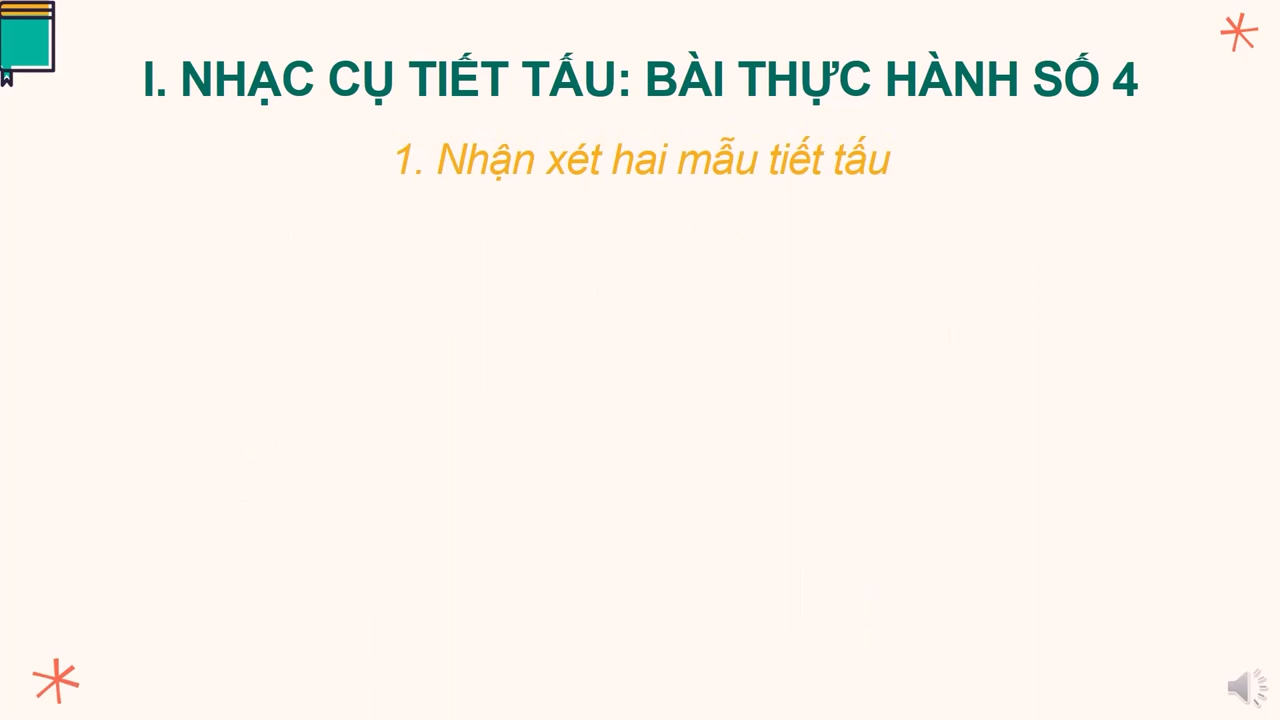 I. NHẠC CỤ TIẾT TẤU: BÀI THỰC HÀNH SỐ 4
1. Nhận xét hai mẫu tiết tấu